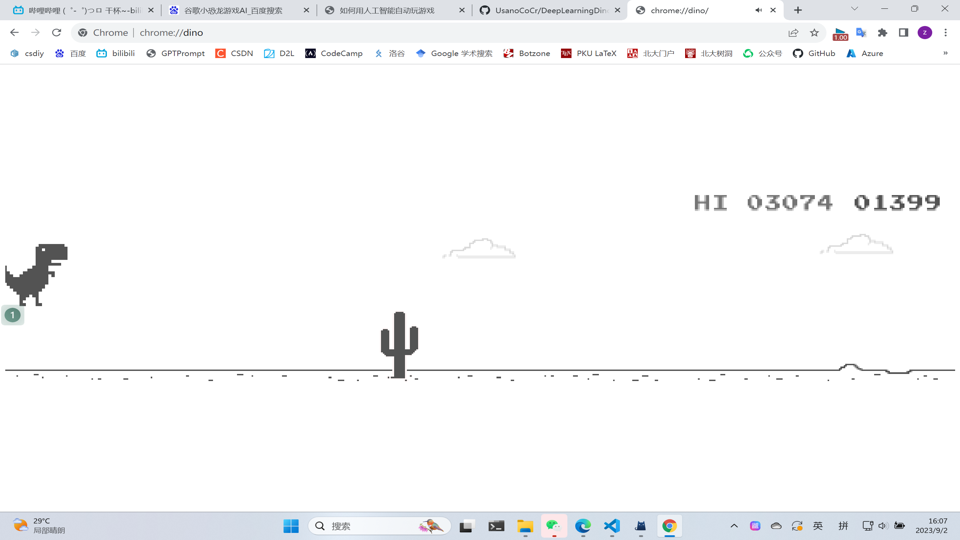 哔哩哔哩 (゜-゜)つロ 干杯~-bili
谷歌小恐龙游戏AI_百度搜索
如何用人工智能自动玩游戏
UsanoCoCr/DeepLearningDino
chrome://dino/
Chrome | chrome://dino
1.00
z
csdiy 百度 bilibili GPTPrompt CSDN D2L CodeCamp 洛谷 Google 学术搜索 Botzone PKU LaTeX 北大门户 北大树洞 公众号 GitHub Azure »
HI 03074 01399
1
29°C
局部晴朗
搜索
英 拼
16:07
2023/9/2